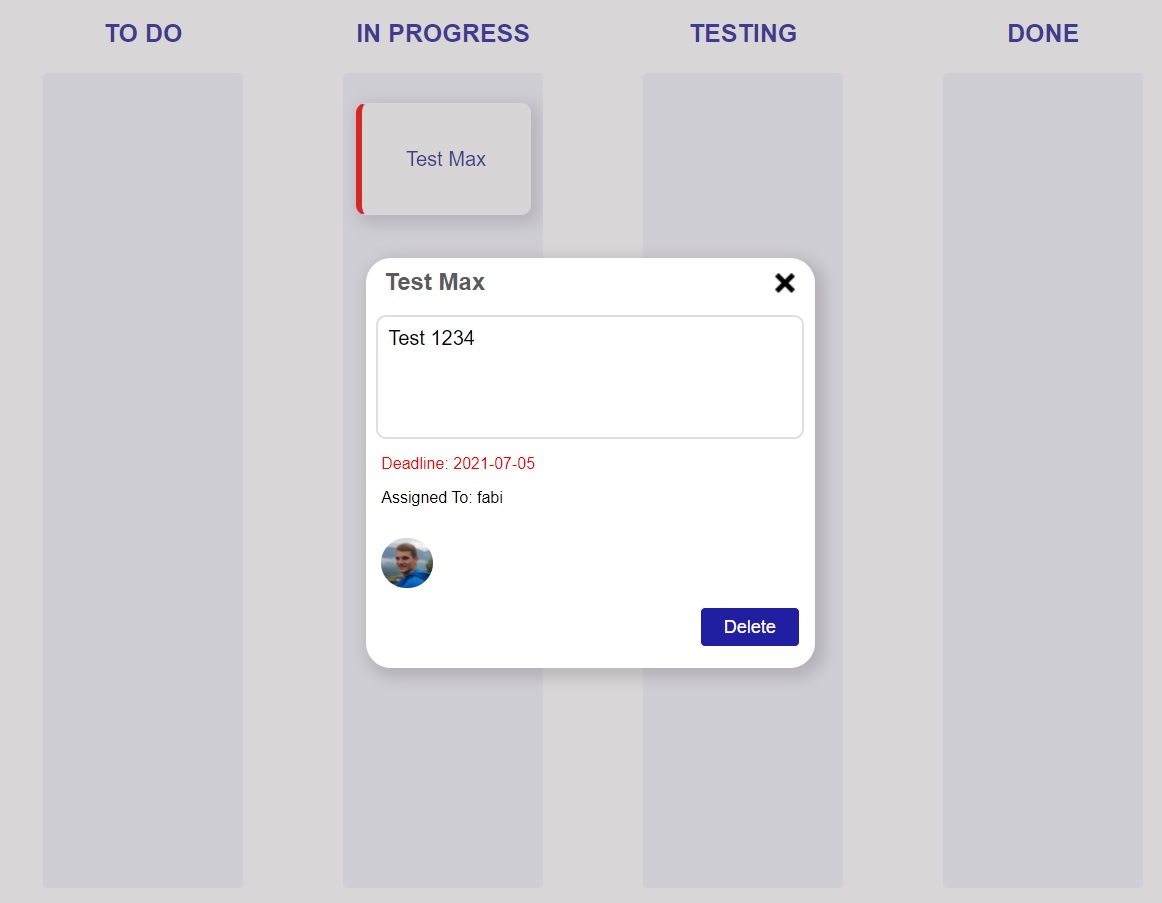 TO DO
IN PROGRESS
TESTING
DONE
Test Max
Test Max
Test 1234
Deadline: 2021-07-05
Assigned To: fabi
Delete